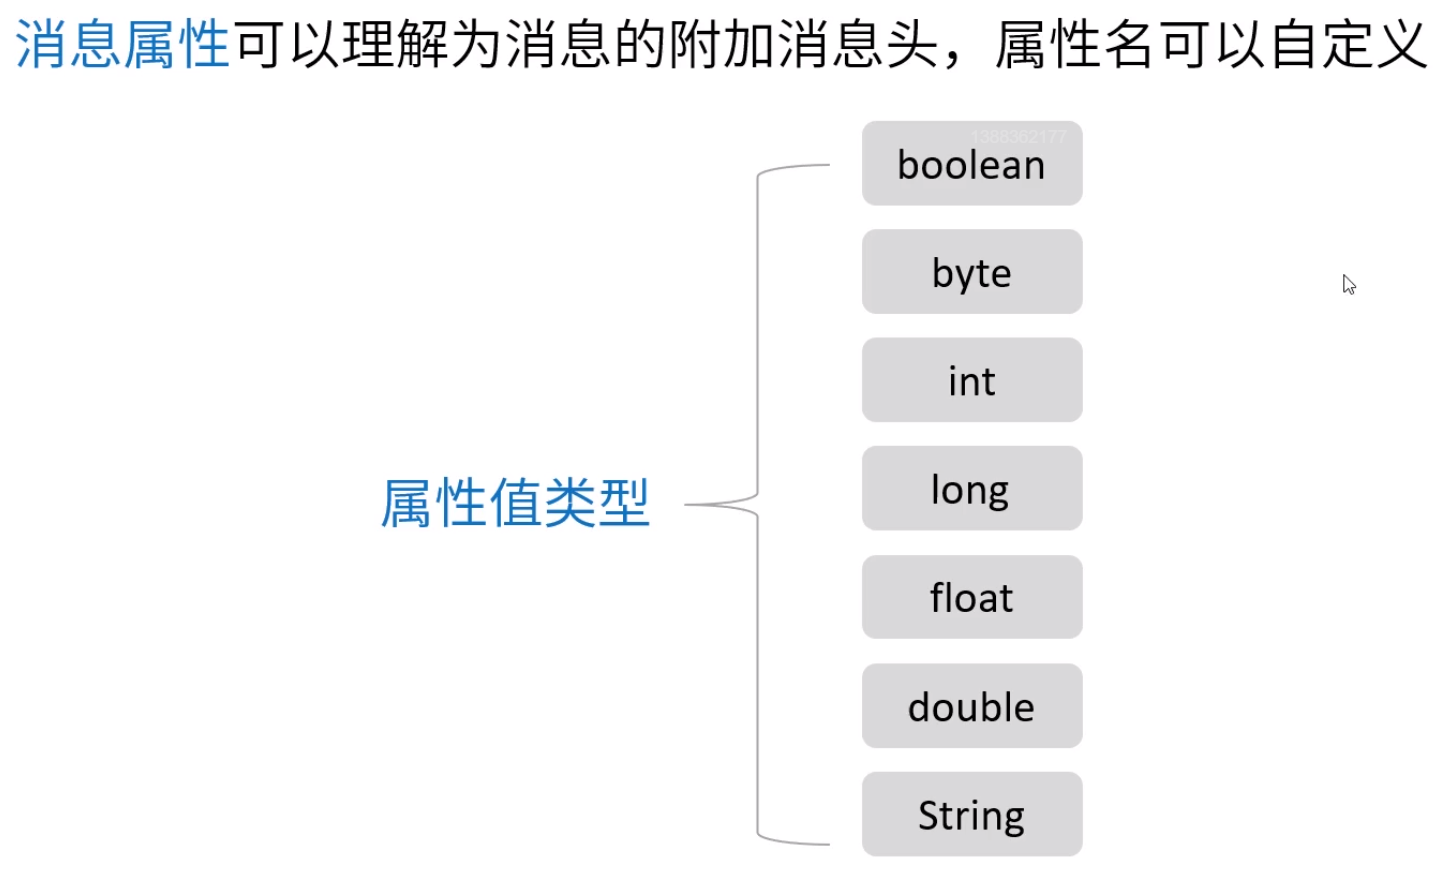 消息属性可以理解为消息的附加消息头，属性名可以自定义
1388362177
boolean
byte
int
long
属性值类型
float
double
String